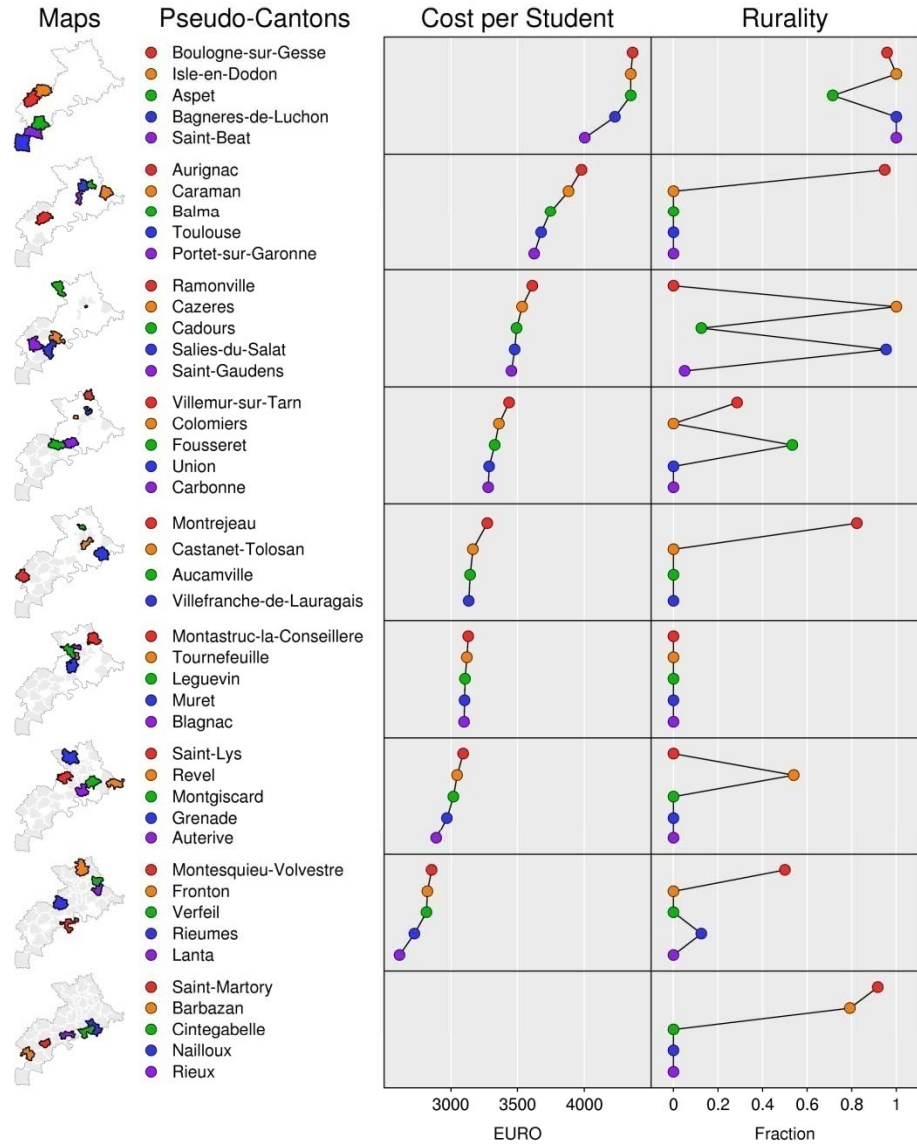 Maps Pseudo-Cantons Cost per Student Rurality
Boulogne-sur-Gesse
Isle-en-Dodon
Aspet
Bagneres-de-Luchon
Saint-Beat
Aurignac
Caraman
Balma
Toulouse
Portet-sur-Garonne
Ramonville
Cazeres
Cadours
Salies-du-Salat
Saint-Gaudens
Villemur-sur-Tarn
Colomiers
Fousseret
Union
Carbonne
Montrejeau
Castanet-Tolosan
Aucamville
Villefranche-de-Lauragais
Montastruc-la-Conseillere
Tournefeuille
Leguevin
Muret
Blagnac
Saint-Lys
Revel
Montgiscard
Grenade
Auterive
Montesquieu-Volvestre
Fronton
Verfeil
Rieumes
Lanta
Saint-Martory
Barbazan
Cintegabelle
Nailloux
Rieux
3000 3500 4000 0 0.2 0.4 0.6 0.8 1
EURO Fraction